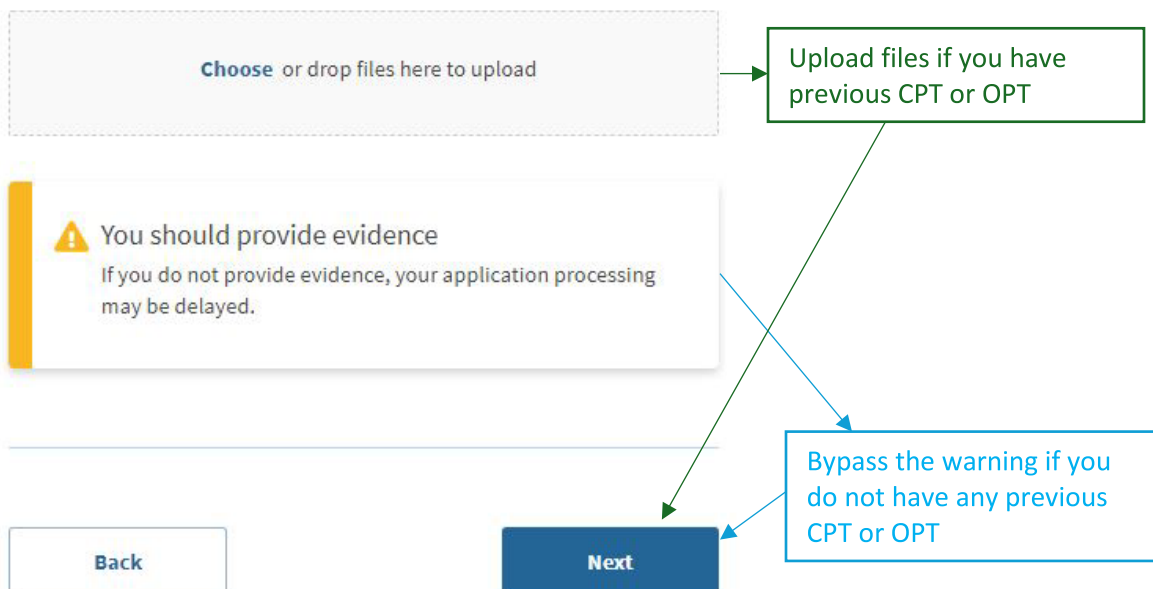 Choose or drop files here to upload
Upload files if you have
previous CPT or OPT
You should provide evidence
If you do not provide evidence, your application processing
may be delayed.
Bypass the warning if you
do not have any previous
CPT or OPT
Back
Next